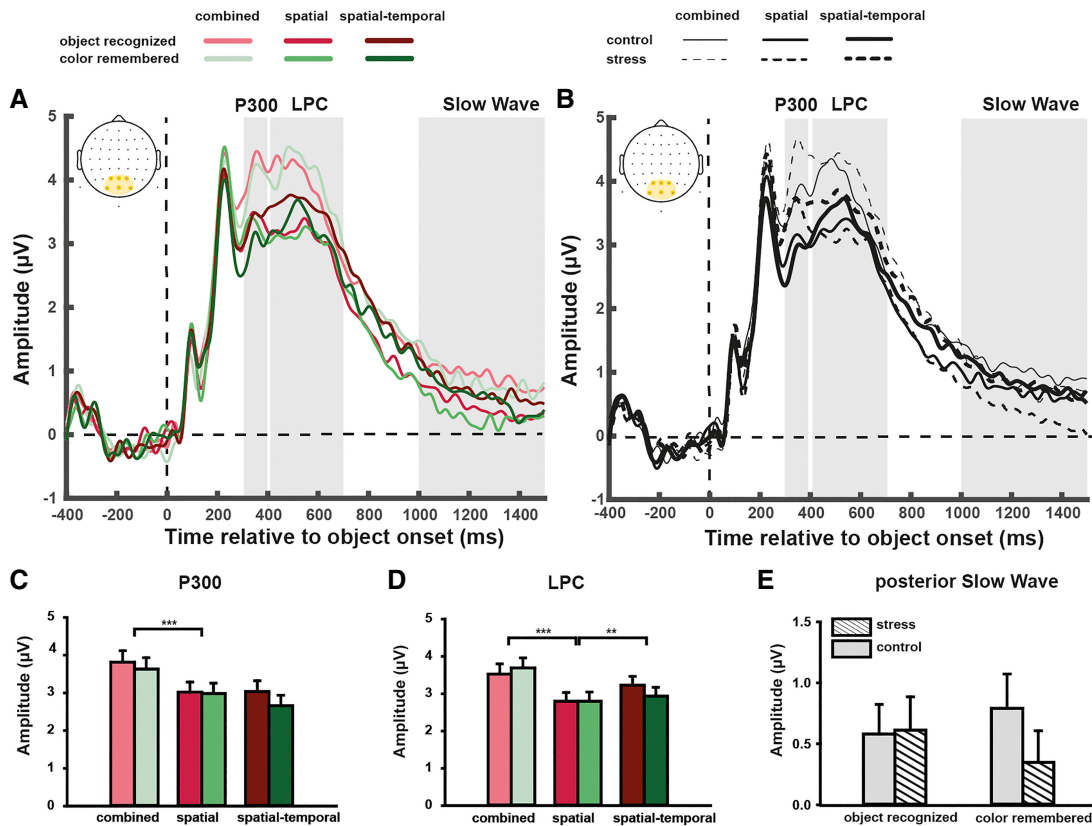 combined spatial spatial-temporal
object recognized
color remembered
combined spatial spatial-temporal
control
stress
A
P300 LPC Slow Wave
5
4
3
2
1
0
-1
Amplitude (µV)
-400 -200 0 200 400 600 800 1000 1200 1400
Time relative to object onset (ms)
B
P300 LPC Slow Wave
5
4
3
2
1
0
-1
Amplitude (µV)
-400 -200 0 200 400 600 800 1000 1200 1400
Time relative to object onset (ms)
C
P300
5
4
3
2
1
0
Amplitude (µV)
***
combined spatial spatial-temporal
D
LPC
5
4
3
2
1
0
Amplitude (µV)
*** **
combined spatial spatial-temporal
E
posterior Slow Wave
1.5
1.0
0.5
0.0
Amplitude (µV)
stress
control
object recognized color remembered